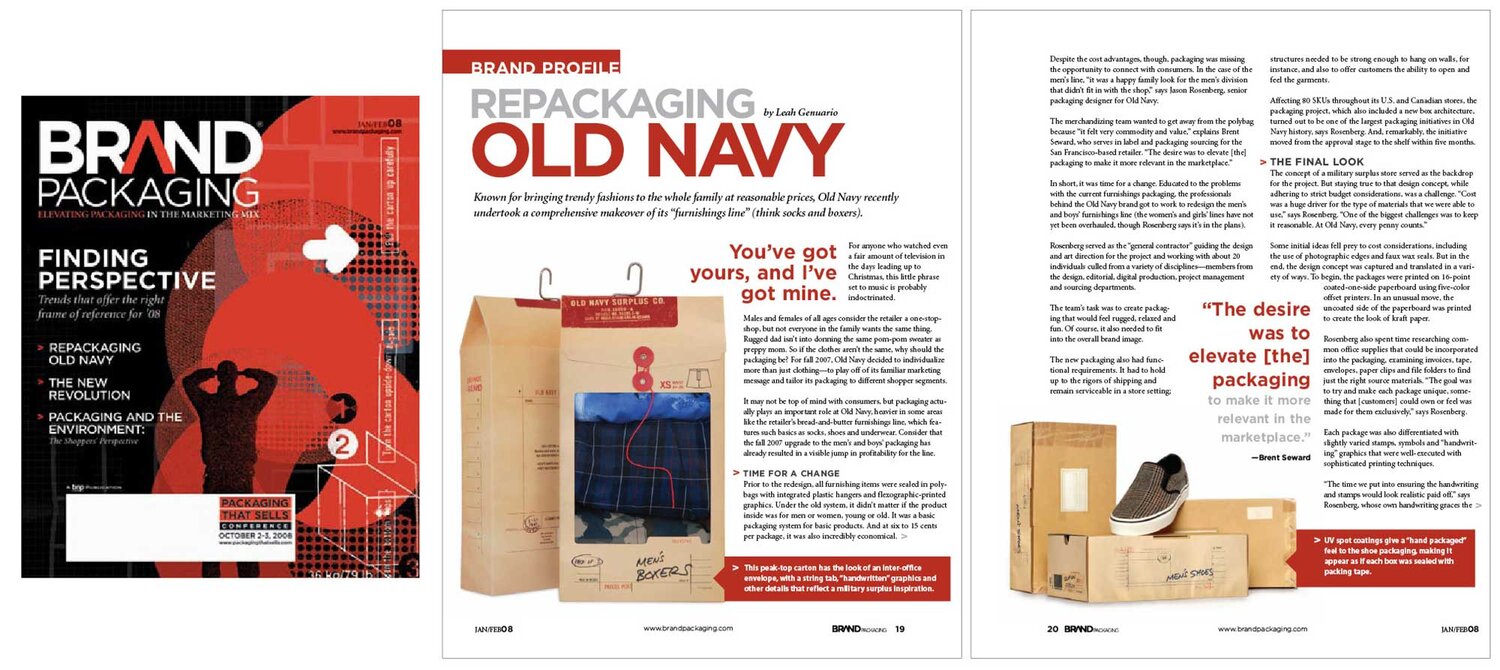 JAN/FEB08
www.brandpackaging.com
BRAND
PACKAGING
ELEVATING PACKAGING IN THE MARKETING MIX
FINDING
PERSPECTIVE
Trends that offer the right
frame of reference for '08
> REPACKAGING
OLD NAVY
> THE NEW
REVOLUTION
> PACKAGING AND THE
ENVIRONMENT:
The Shoppers' Perspective
1
2
3
A bnp PUBLICATION
PACKAGING
THAT SELLS
CONFERENCE
OCTOBER 2-3, 2008
www.packagingthatsells.com
36 Kg/79 lb
BRAND PROFILE
REPACKAGING
by Leah Genuario
OLD NAVY
Known for bringing trendy fashions to the whole family at reasonable prices, Old Navy recently
undertook a comprehensive makeover of its "furnishings line" (think socks and boxers).
You've got
yours, and I've
got mine.
For anyone who watched even
a fair amount of television in
the days leading up to
Christmas, this little phrase
set to music is probably
indoctrinated.
Males and females of all ages consider the retailer a one-stop-
shop, but not everyone in the family wants the same thing.
Rugged dad isn't into donning the same pom-pom sweater as
preppy mom. So if the clothes aren't the same, why should the
packaging be? For fall 2007, Old Navy decided to individualize
more than just clothing—to play off of its familiar marketing
message and tailor its packaging to different shopper segments.
It may not be top of mind with consumers, but packaging actu-
ally plays an important role at Old Navy, heavier in some areas
like the retailer's bread-and-butter furnishings line, which fea-
tures such basics as socks, shoes and underwear. Consider that
the fall 2007 upgrade to the men's and boys' packaging has
already resulted in a visible jump in profitability for the line.
> TIME FOR A CHANGE
Prior to the redesign, all furnishing items were sealed in poly-
bags with integrated plastic hangers and flexographic-printed
graphics. Under the old system, it didn't matter if the product
inside was for men or women, young or old. It was a basic
packaging system for basic products. And at six to 15 cents
per package, it was also incredibly economical. >
OLD NAVY SURPLUS CO.
XS
MEN'S
BOXERS
> This peak-top carton has the look of an inter-office
envelope, with a string tab, "handwritten" graphics and
other details that reflect a military surplus inspiration.
JAN/FEB08
www.brandpackaging.com
BRANDPACKAGING 19
Despite the cost advantages, though, packaging was missing
the opportunity to connect with consumers. In the case of the
men's line, "it was a happy family look for the men's division
that didn't fit in with the shop," says Jason Rosenberg, senior
packaging designer for Old Navy.
The merchandizing team wanted to get away from the polybag
because "it felt very commodity and value," explains Brent
Seward, who serves in label and packaging sourcing for the
San Francisco-based retailer. "The desire was to elevate [the]
packaging to make it more relevant in the marketplace."
In short, it was time for a change. Educated to the problems
with the current furnishings packaging, the professionals
behind the Old Navy brand got to work to redesign the men's
and boys' furnishings line (the women's and girls' lines have not
yet been overhauled, though Rosenberg says it's in the plans).
Rosenberg served as the "general contractor" guiding the design
and art direction for the project and working with about 20
individuals culled from a variety of disciplines—members from
the design, editorial, digital production, project management
and sourcing departments.
The team's task was to create packag-
ing that would feel rugged, relaxed and
fun. Of course, it also needed to fit
into the overall brand image.
The new packaging also had func-
tional requirements. It had to hold
up to the rigors of shipping and
remain serviceable in a store setting;
structures needed to be strong enough to hang on walls, for
instance, and also to offer customers the ability to open and
feel the garments.
Affecting 80 SKUs throughout its U.S. and Canadian stores, the
packaging project, which also included a new box architecture,
turned out to be one of the largest packaging initiatives in Old
Navy history, says Rosenberg. And, remarkably, the initiative
moved from the approval stage to the shelf within five months.
> THE FINAL LOOK
The concept of a military surplus store served as the backdrop
for the project. But staying true to that design concept, while
adhering to strict budget considerations, was a challenge. "Cost
was a huge driver for the type of materials that we were able to
use," says Rosenberg, "One of the biggest challenges was to keep
it reasonable. At Old Navy, every penny counts."
Some initial ideas fell prey to cost considerations, including
the use of photographic edges and faux wax seals. But in the
end, the design concept was captured and translated in a vari-
ety of ways. To begin, the packages were printed on 16-point
coated-one-side paperboard using five-color
offset printers. In an unusual move, the
uncoated side of the paperboard was printed
to create the look of kraft paper.
Rosenberg also spent time researching com-
mon office supplies that could be incorporated
into the packaging, examining invoices, tape,
envelopes, paper clips and file folders to find
just the right source materials. "The goal was
to try and make each package unique, some-
thing that [customers] could own or feel was
made for them exclusively," says Rosenberg.
Each package was also differentiated with
slightly varied stamps, symbols and "handwrit-
ing" graphics that were well-executed with
sophisticated printing techniques.
"The time we put into ensuring the handwriting
and stamps would look realistic paid off," says
Rosenberg, whose own handwriting graces the >
"The desire
was to
elevate [the]
packaging
to make it more
relevant in the
marketplace."
—Brent Seward
MEN'S SHOES
> UV spot coatings give a "hand packaged"
feel to the shoe packaging, making it
appear as if each box was sealed with
packing tape.
20 BRANDPACKAGING
www.brandpackaging.com
JAN/FEB08